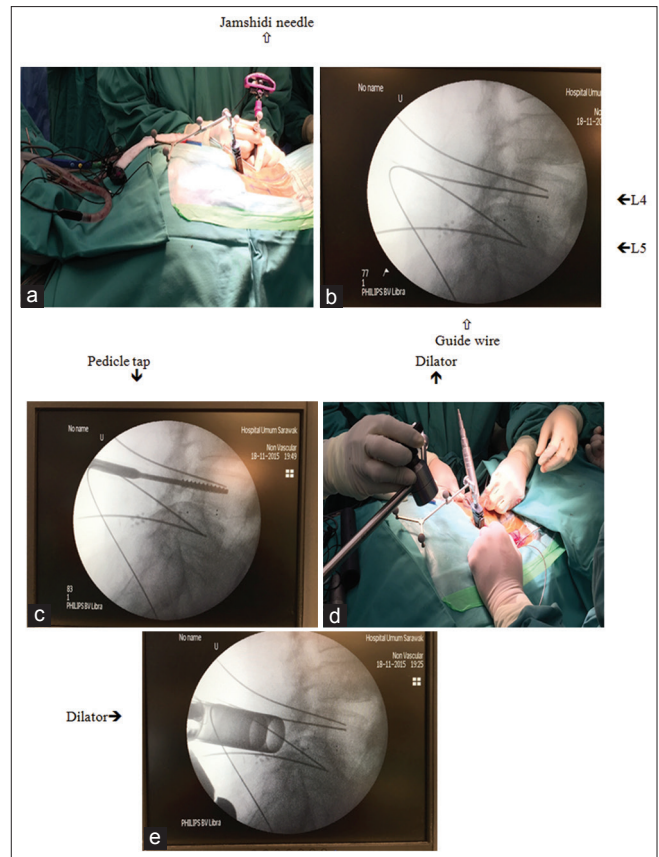 Jamshidi needle
⇧
a
No name
U
Hospital Umum
No
18-11-20
77
1
PHILIPS BV Libra
b
←L4
←L5
⇧
Guide wire
Pedicle tap
↓
Dilator
↑
No name
U
Hospital Umum Sarawak
Non Vascular
18-11-2015 19:49
83
1
PHILIPS BV Libra
c
d
No name
U
Hospital Umum Sarawak
Non Vascular
18-11-2015 19:25
PHILIPS BV Libra
Dilator→
e